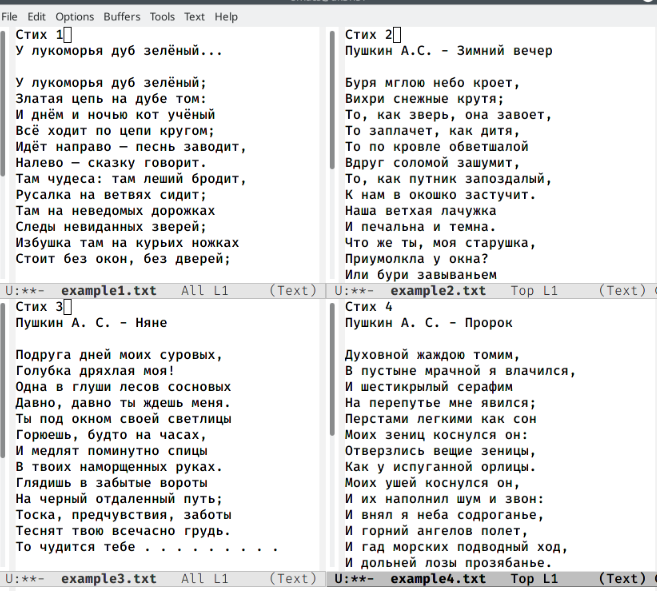 File Edit Options Buffers Tools Text Help
Стих 1
У лукоморья дуб зелёный...
У лукоморья дуб зелёный;
Златая цепь на дубе том:
И днём и ночью кот учёный
Всё ходит по цепи кругом;
Идёт направо — песнь заводит,
Налево — сказку говорит.
Там чудеса: там леший бродит,
Русалка на ветвях сидит;
Там на неведомых дорожках
Следы невиданных зверей;
Избушка там на курьих ножках
Стоит без окон, без дверей;
U:**-  example1.txt   All L1     (Text)
Стих 2
Пушкин А.С. - Зимний вечер
Буря мглою небо кроет,
Вихри снежные крутя;
То, как зверь, она завоет,
То заплачет, как дитя,
То по кровле обветшалой
Вдруг соломой зашумит,
То, как путник запоздалый,
К нам в окошко застучит.
Наша ветхая лачужка
И печальна и темна.
Что же ты, моя старушка,
Приумолкла у окна?
Или бури завываньем
U:**-  example2.txt   Top L1     (Text)
Стих 3
Пушкин А. С. - Няне
Подруга дней моих суровых,
Голубка дряхлая моя!
Одна в глуши лесов сосновых
Давно, давно ты ждешь меня.
Ты под окном своей светлицы
Горюешь, будто на часах,
И медлят поминутно спицы
В твоих наморщенных руках.
Глядишь в забытые вороты
На черный отдаленный путь;
Тоска, предчувствия, заботы
Теснят твою всечасно грудь.
То чудится тебе . . . . . . . . .
U:**-  example3.txt   All L1     (Text)
Стих 4
Пушкин А. С. - Пророк
Духовной жаждою томим,
В пустыне мрачной я влачился,
И шестикрылый серафим
На перепутье мне явился;
Перстами легкими как сон
Моих зениц коснулся он:
Отверзлись вещие зеницы,
Как у испуганной орлицы.
Моих ушей коснулся он,
И их наполнил шум и звон:
И внял я неба содроганье,
И горний ангелов полет,
И гад морских подводный ход,
И дольней лозы прозябанье.
U:**-  example4.txt   Top L1     (Text)